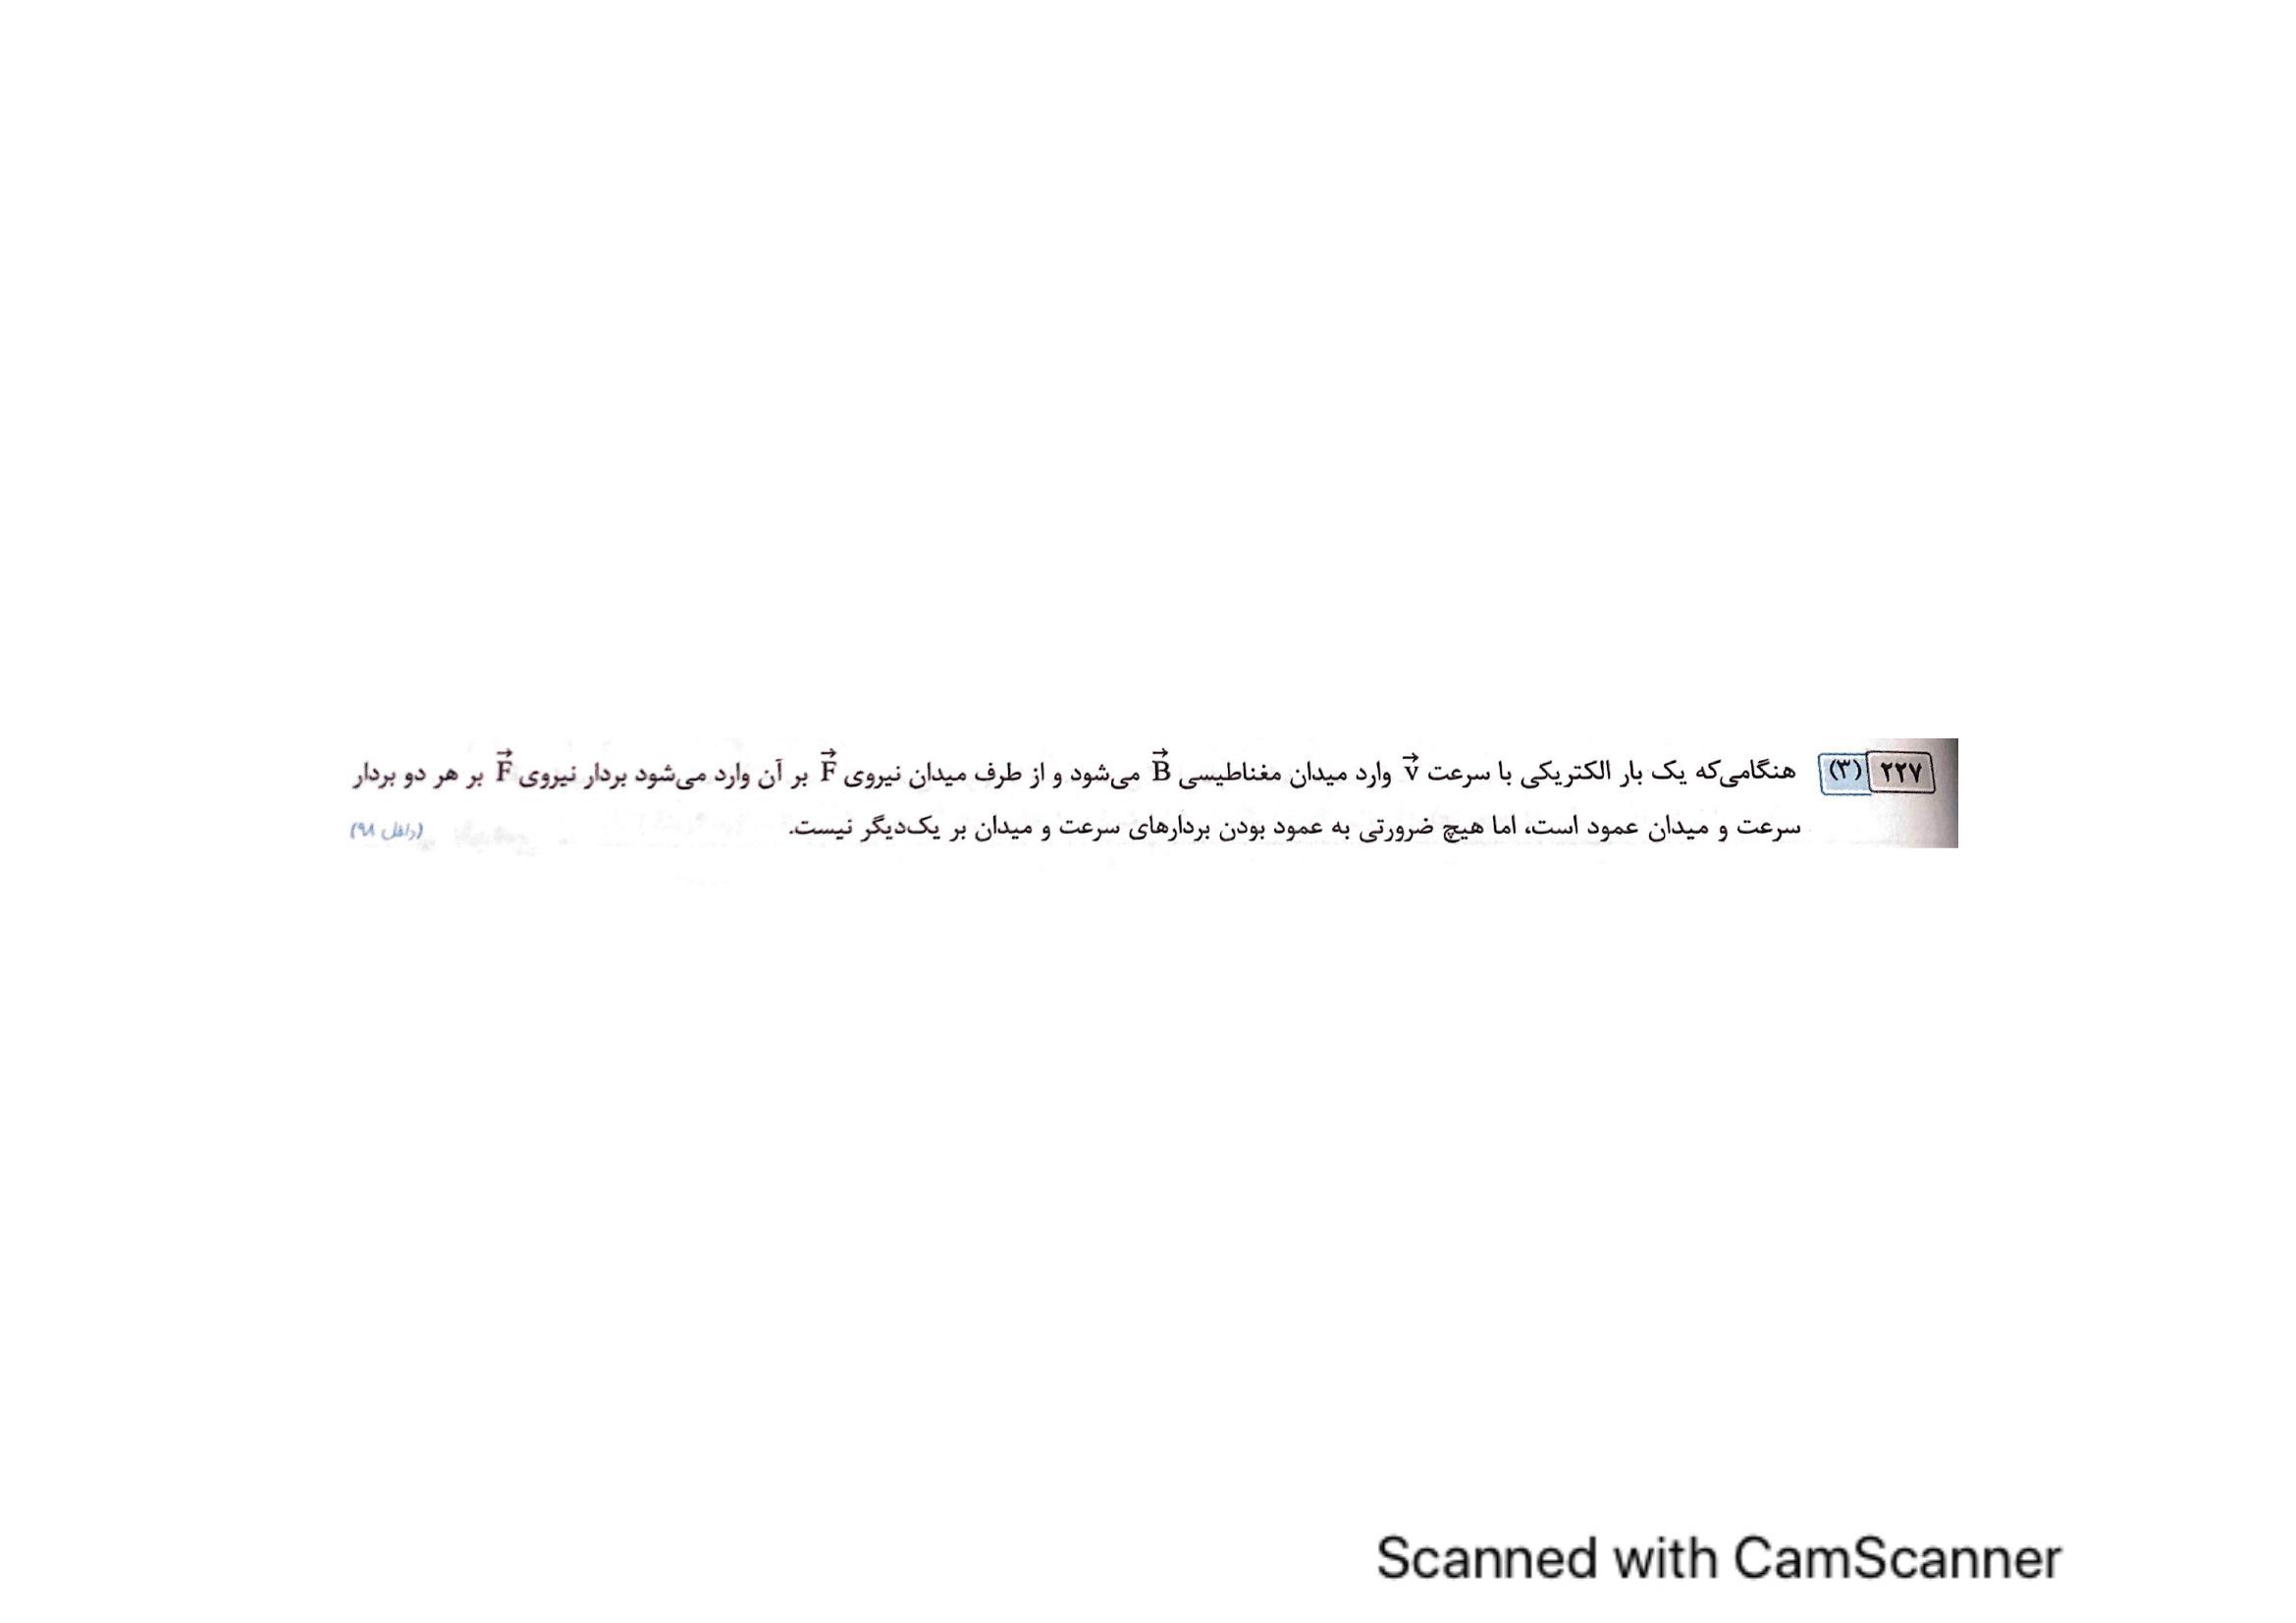 ۲۲۷ (۳) هنگامی‌که یک بار الکتریکی با سرعت v⃗ وارد میدان مغناطیسی B⃗ می‌شود و از طرف میدان نیروی F⃗ بر آن وارد می‌شود بردار نیروی F⃗ بر هر دو بردار
سرعت و میدان عمود است، اما هیچ ضرورتی به عمود بودن بردارهای سرعت و میدان بر یک‌دیگر نیست. (داخل ۹۸)
Scanned with CamScanner